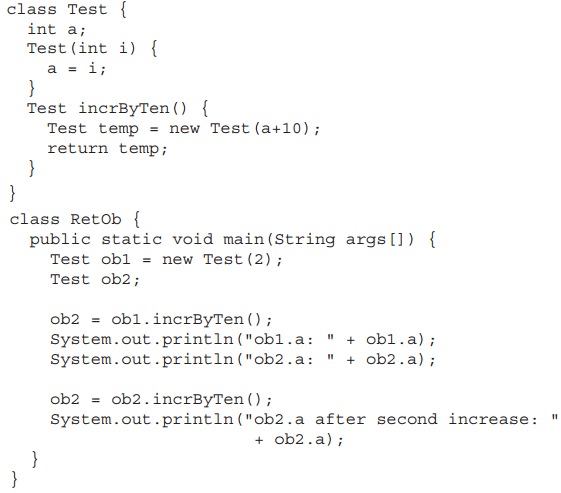 class Test {
int a;
Test(int i) {
a = i;
}
Test incrByTen() {
Test temp = new Test(a+10);
return temp;
}
}
class RetOb {
public static void main(String args[]) {
Test ob1 = new Test(2);
Test ob2;
ob2 = ob1.incrByTen();
System.out.println("ob1.a: " + ob1.a);
System.out.println("ob2.a: " + ob2.a);
ob2 = ob2.incrByTen();
System.out.println("ob2.a after second increase: "
+ ob2.a);
}
}